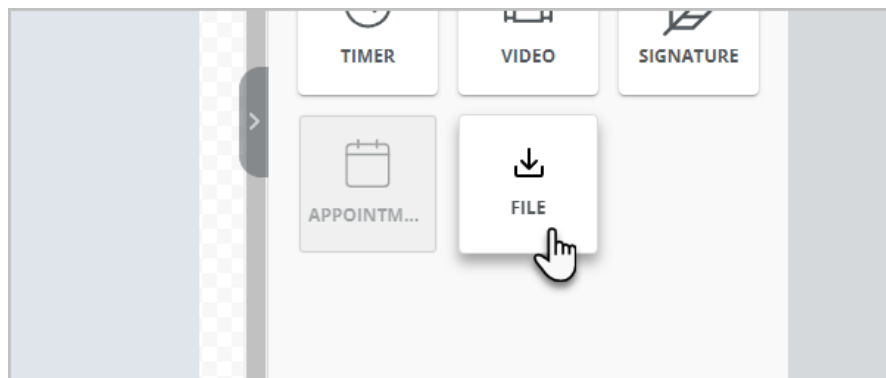 TIMER
VIDEO
SIGNATURE
APPOINTM...
FILE